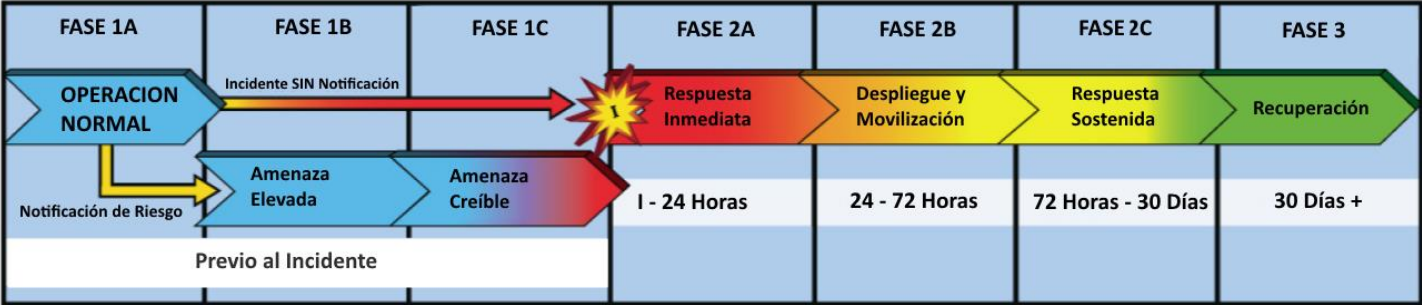 FASE 1A
FASE 1B
FASE 1C
FASE 2A
FASE 2B
FASE 2C
FASE 3
OPERACION
NORMAL
Incidente SIN Notificación
I
Respuesta
Inmediata
Despliegue y
Movilización
Respuesta
Sostenida
Recuperación
Notificación de Riesgo
Amenaza
Elevada
Amenaza
Creíble
I - 24 Horas
24 - 72 Horas
72 Horas - 30 Días
30 Días +
Previo al Incidente